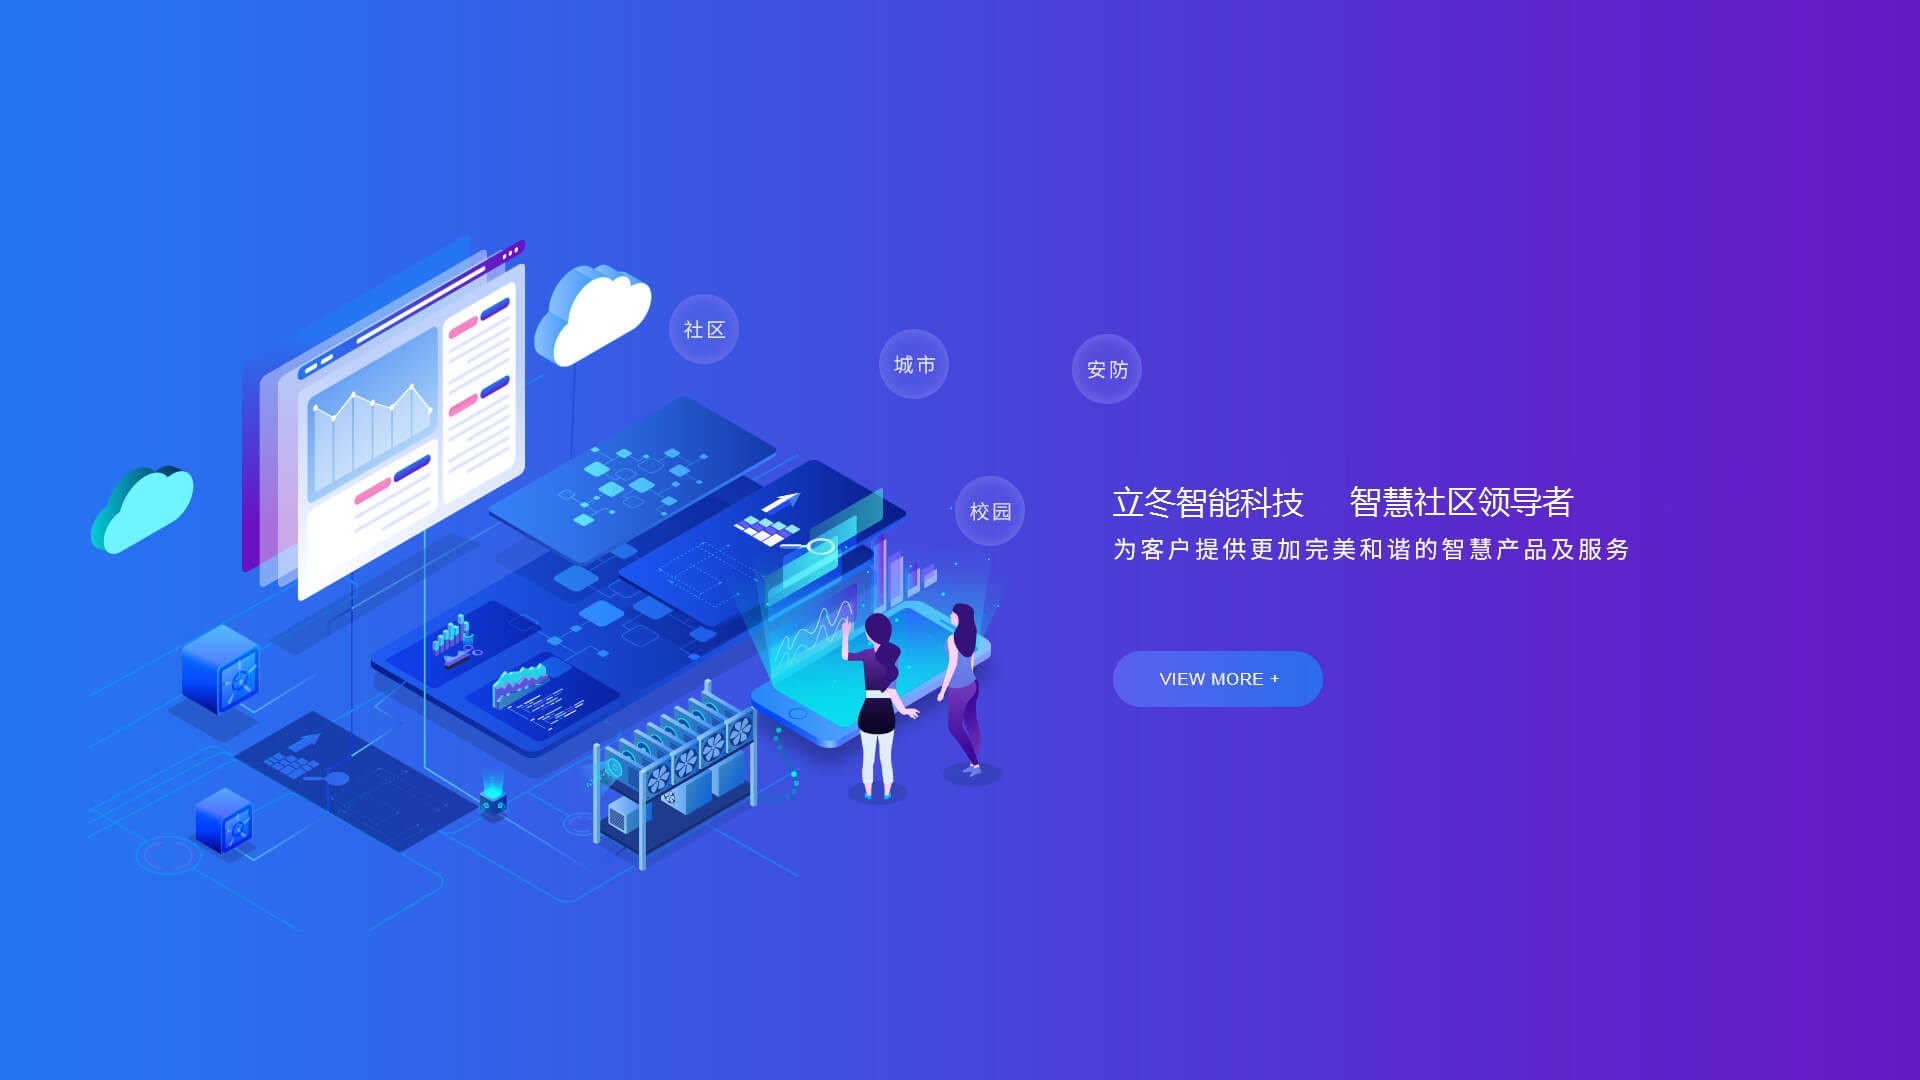 社区
城市
安防
校园
立冬智能科技 智慧社区领导者
为客户提供更加完美和谐的智慧产品及服务
VIEW MORE +